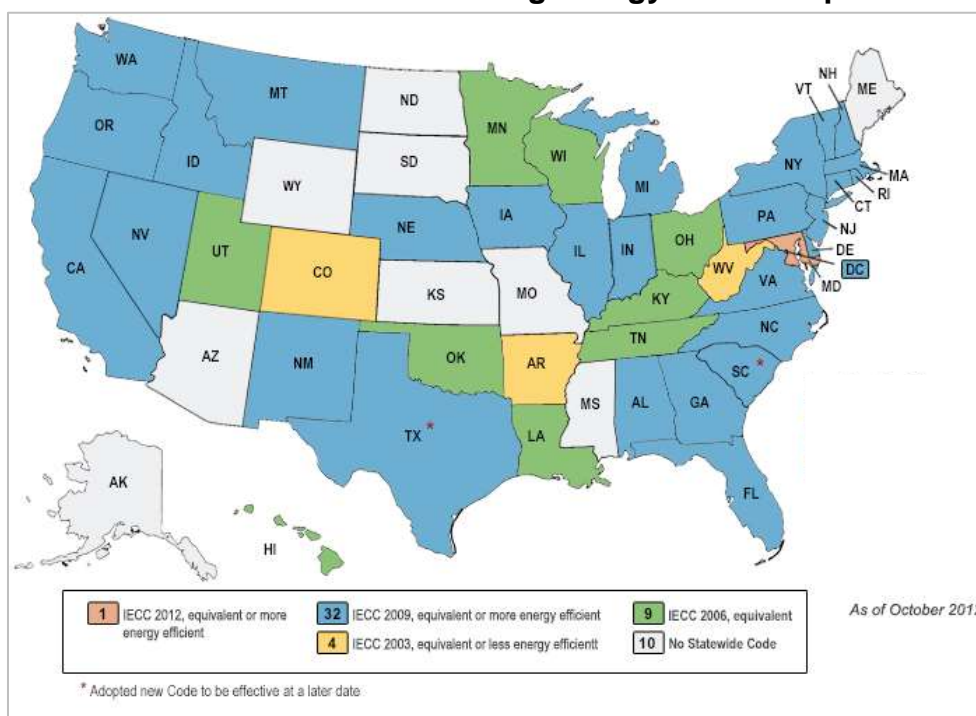 WA
MT
ND
MN
VT
NH
ME
OR
ID
SD
WI
NY
MA
WY
MI
RI
CT
NV
UT
NE
IA
PA
NJ
CA
CO
IL
IN
OH
WV
DE
DC
MD
VA
KS
MO
KY
NC
AZ
NM
OK
AR
TN
SC *
MS
AL
GA
TX *
LA
AK
FL
HI
1 IECC 2012, equivalent or more
energy efficient
32 IECC 2009, equivalent or more energy efficient
4 IECC 2003, equivalent or less energy efficientt
9 IECC 2006, equivalent
10 No Statewide Code
As of October
* Adopted new Code to be effective at a later date